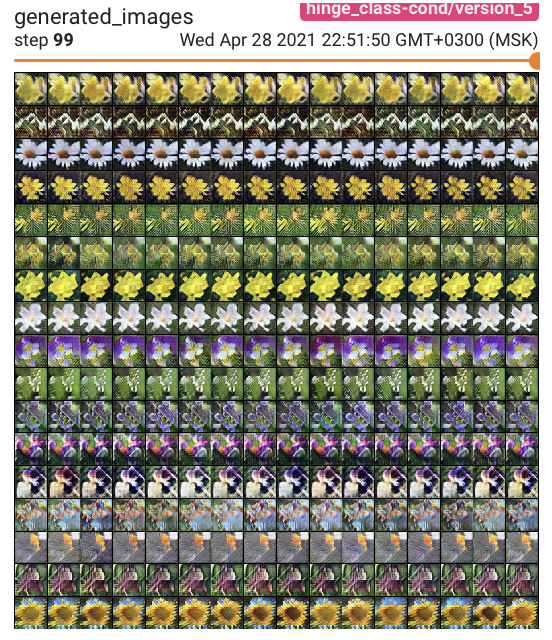 generated_images
hinge_class-cond/version_5
step 99
Wed Apr 28 2021 22:51:50 GMT+0300 (MSK)